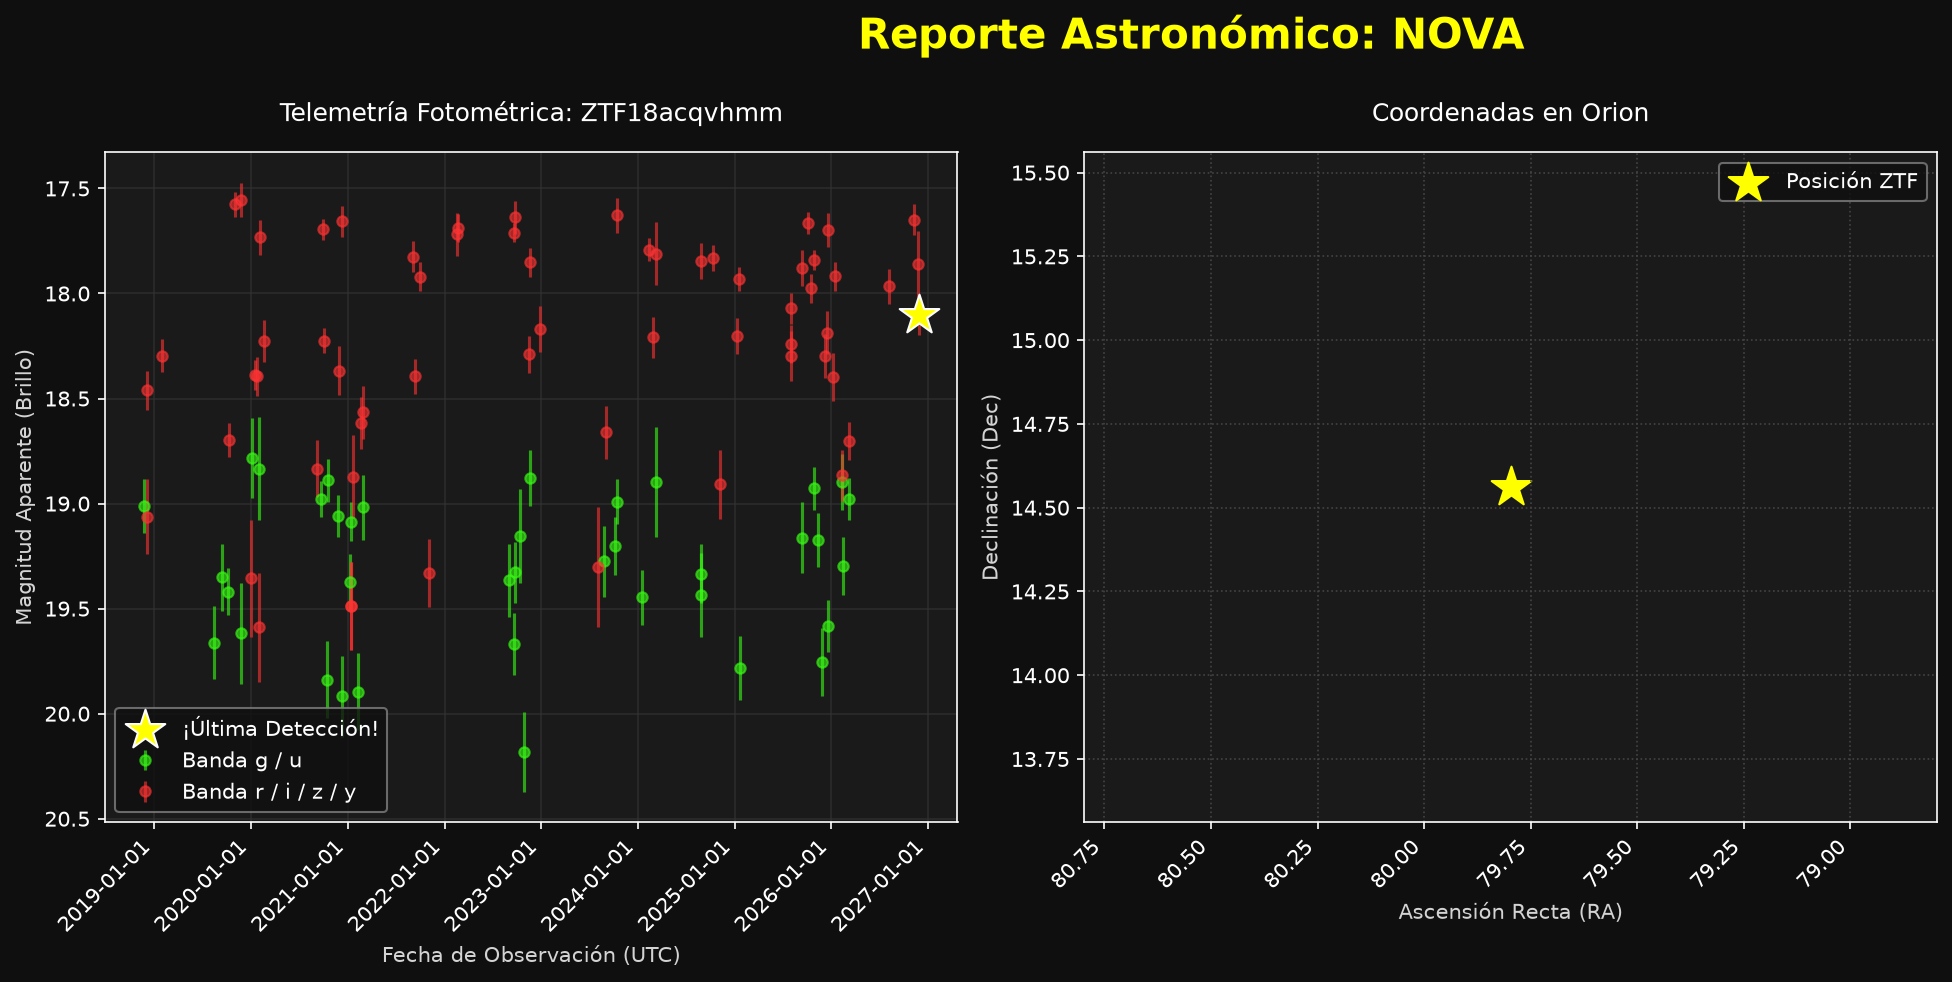 Reporte Astronómico: NOVA
Telemetría Fotométrica: ZTF18acqvhmm
Magnitud Aparente (Brillo)
17.5
18.0
18.5
19.0
19.5
20.0
20.5
¡Última Detección!
Banda g / u
Banda r / i / z / y
2019-01-01
2020-01-01
2021-01-01
2022-01-01
2023-01-01
2024-01-01
2025-01-01
2026-01-01
2027-01-01
Fecha de Observación (UTC)
Coordenadas en Orion
Declinación (Dec)
15.50
15.25
15.00
14.75
14.50
14.25
14.00
13.75
Posición ZTF
80.75
80.50
80.25
80.00
79.75
79.50
79.25
79.00
Ascensión Recta (RA)